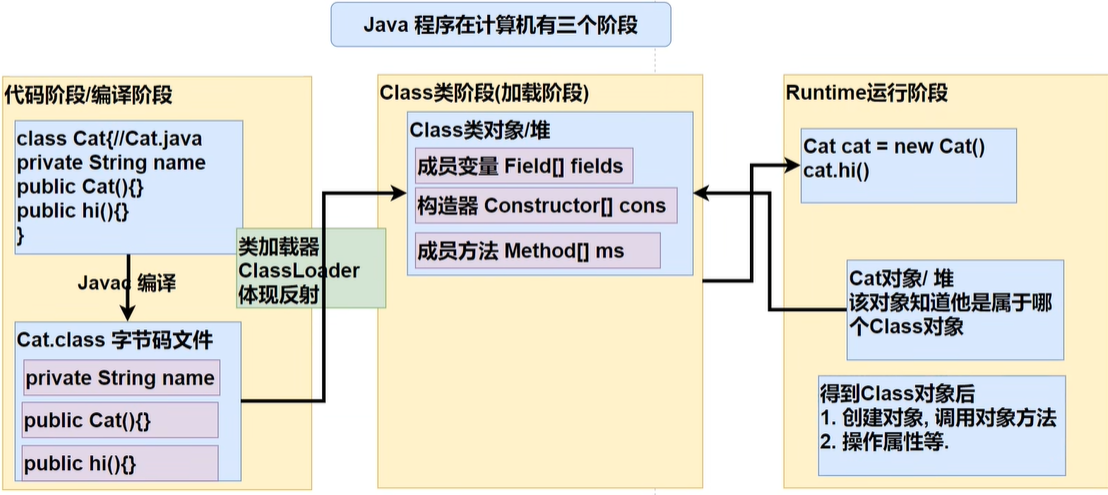 Java 程序在计算机有三个阶段
代码阶段/编译阶段
class Cat{//Cat.java
private String name
public Cat(){}
public hi(){}
}
Javac 编译
Cat.class 字节码文件
private String name
public Cat(){}
public hi(){}
类加载器
ClassLoader
体现反射
Class类阶段(加载阶段)
Class类对象/堆
成员变量 Field[] fields
构造器 Constructor[] cons
成员方法 Method[] ms
Runtime运行阶段
Cat cat = new Cat()
cat.hi()
Cat对象/ 堆
该对象知道他是属于哪
个Class对象
得到Class对象后
1. 创建对象, 调用对象方法
2. 操作属性等.